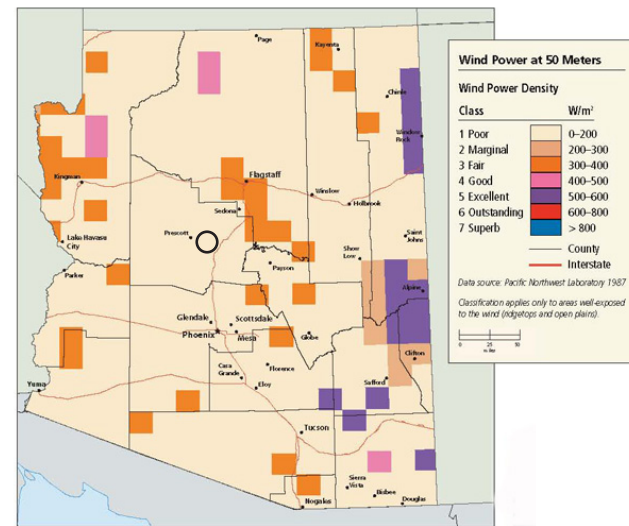 Page
Kayenta
Chinle
Window
Rock
Kingman
Flagstaff
Winslow
Holbrook
Sedona
Prescott
Lake Havasu
City
Saint
Johns
Show
Low
Payson
Parker
Alpine
Glendale
Scottsdale
Phoenix
Mesa
Globe
Clifton
Casa
Grande
Florence
Safford
Yuma
Eloy
Tucson
Sierra
Vista
Bisbee
Douglas
Nogales
Wind Power at 50 Meters
Wind Power Density
Class W/m²
1 Poor 0–200
2 Marginal 200–300
3 Fair 300–400
4 Good 400–500
5 Excellent 500–600
6 Outstanding 600–800
7 Superb > 800
County
Interstate
Data source: Pacific Northwest Laboratory 1987
Classification applies only to areas well-exposed
to the wind (ridgetops and open plains).
0 25 50